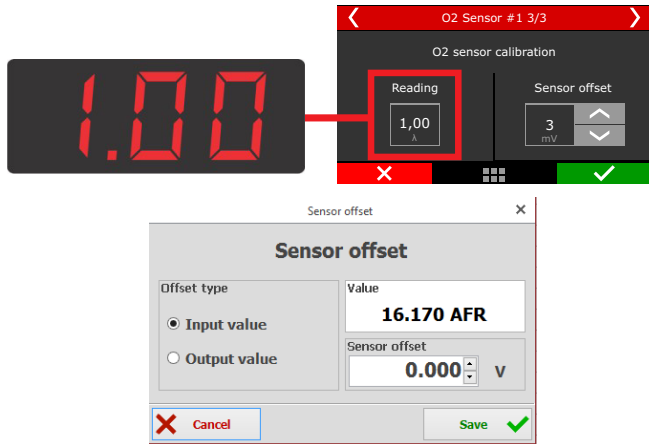 1.00
O2 Sensor #1 3/3
O2 sensor calibration
Reading
1,00
λ
Sensor offset
3
mV
Sensor offset
Sensor offset
Offset type
Input value
Output value
Value
16.170 AFR
Sensor offset
0.000 V
Cancel
Save